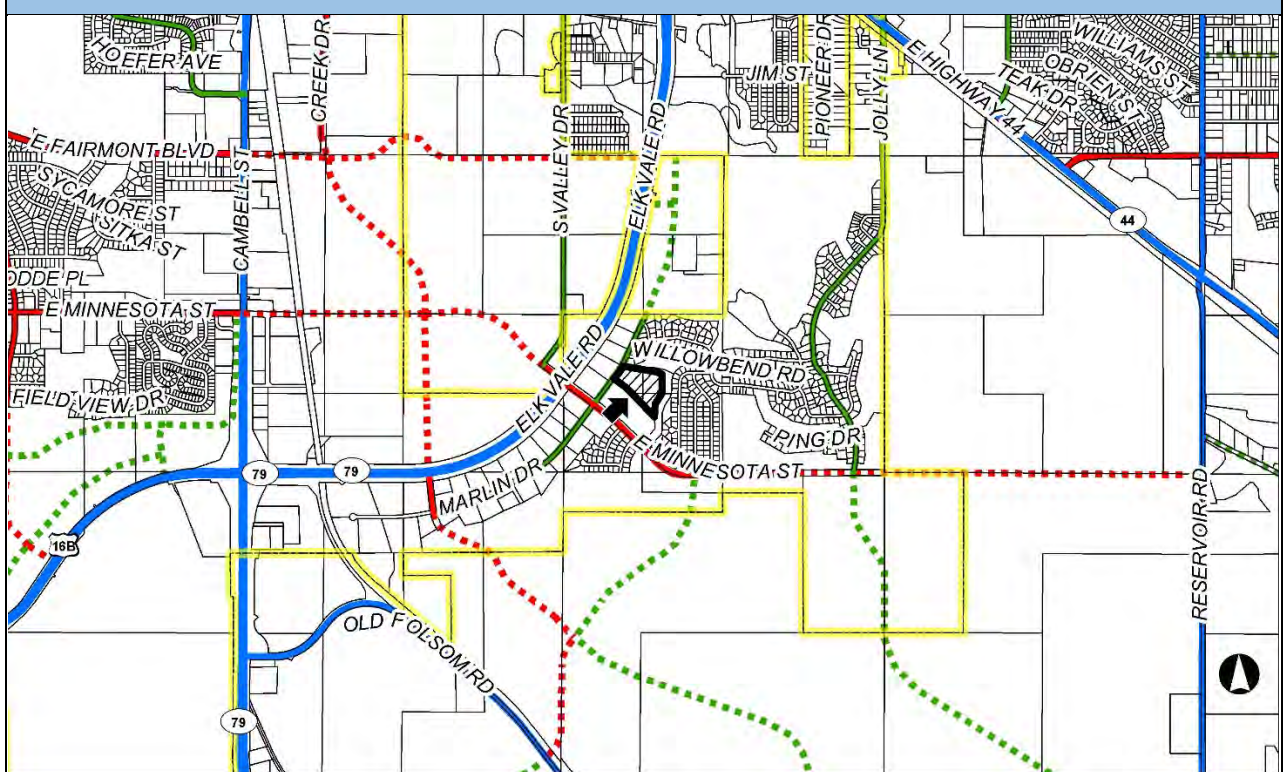 HOEFER AVE
CREEK DR
S VALLEY DR
ELK VALE RD
JIM ST
PIONEER DR
JOLLY LN
E HIGHWAY 44
TEAK DR
OBRIEN ST
WILLIAMS ST
E FAIRMONT BLVD
SYCAMORE ST
SITKA ST
CAMBELL ST
44
ODDE PL
E MINNESOTA ST
ELK VALE RD
WILLOWBEND RD
FIELD VIEW DR
PING DR
E MINNESOTA ST
79
79
MARLIN DR
16B
RESERVOIR RD
OLD FOLSOM RD
79